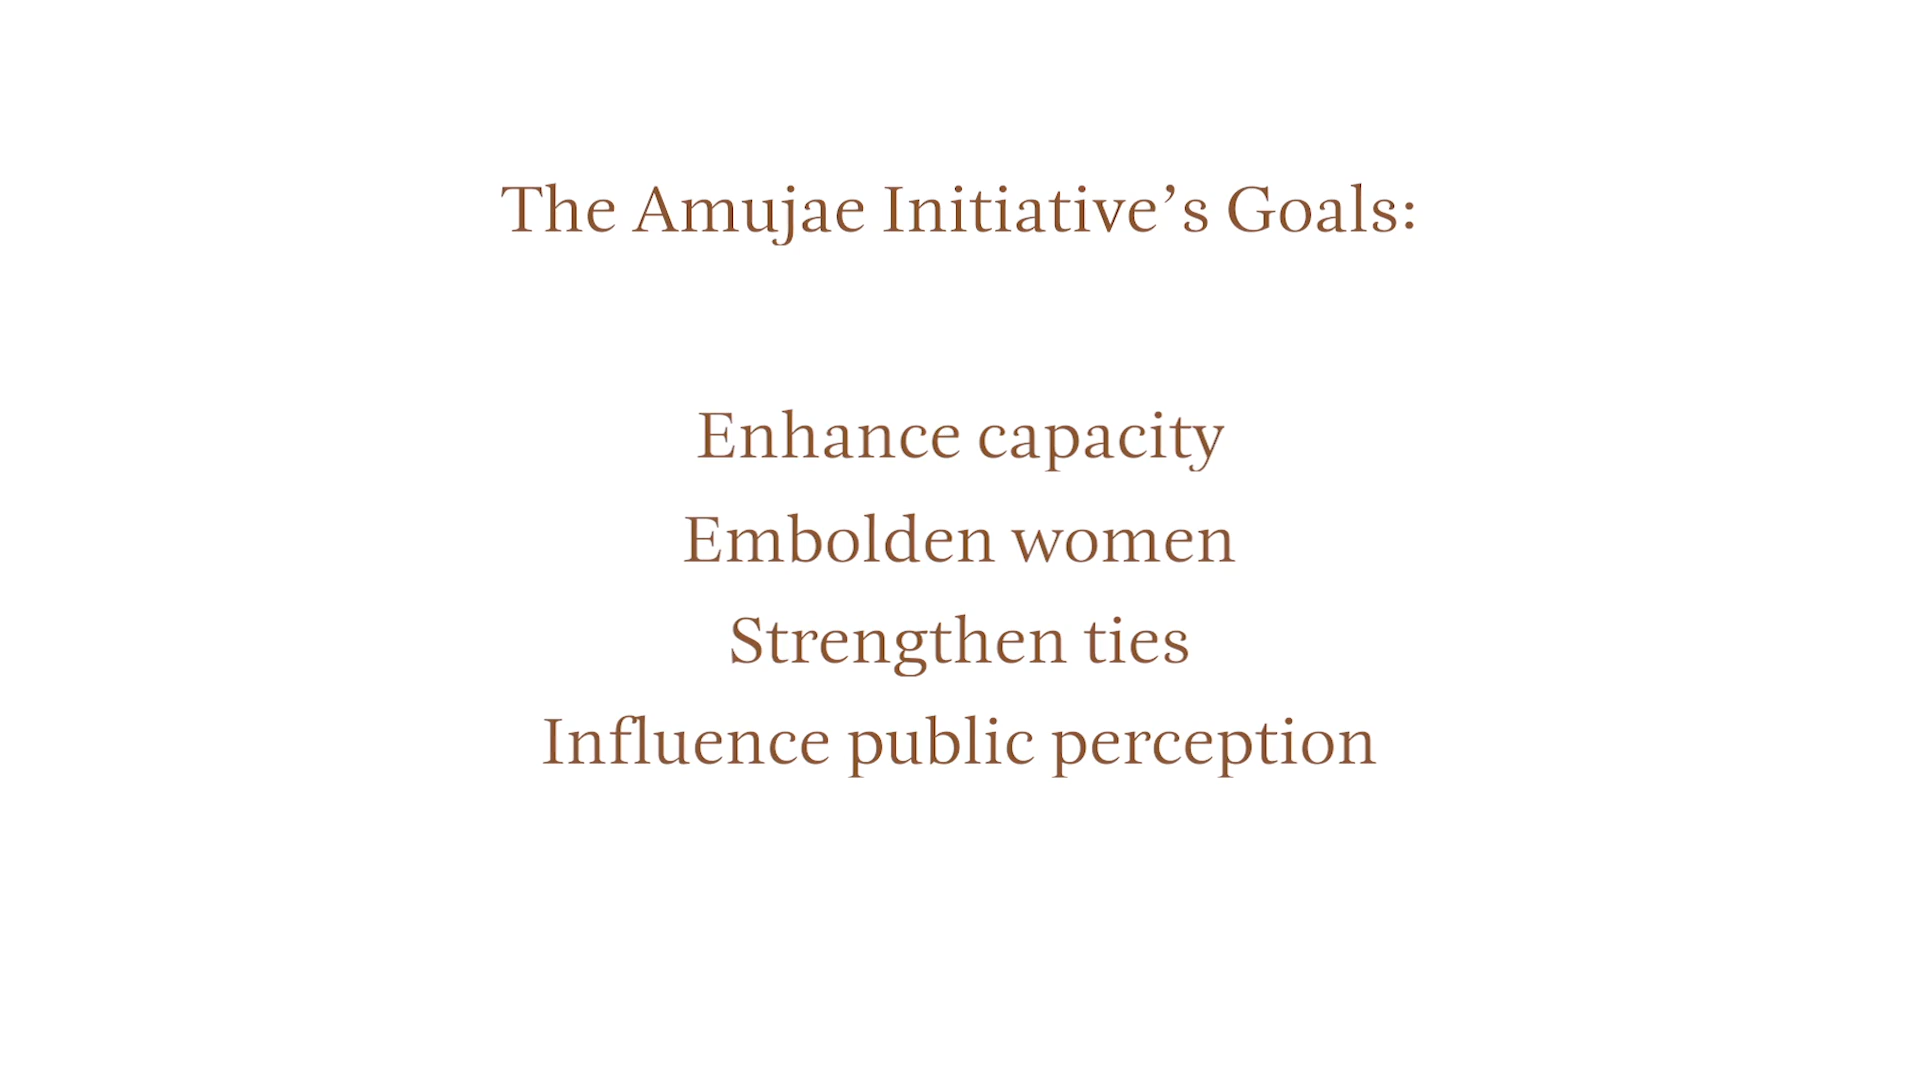 The Amujae Initiative’s Goals:
Enhance capacity
Embolden women
Strengthen ties
Influence public perception